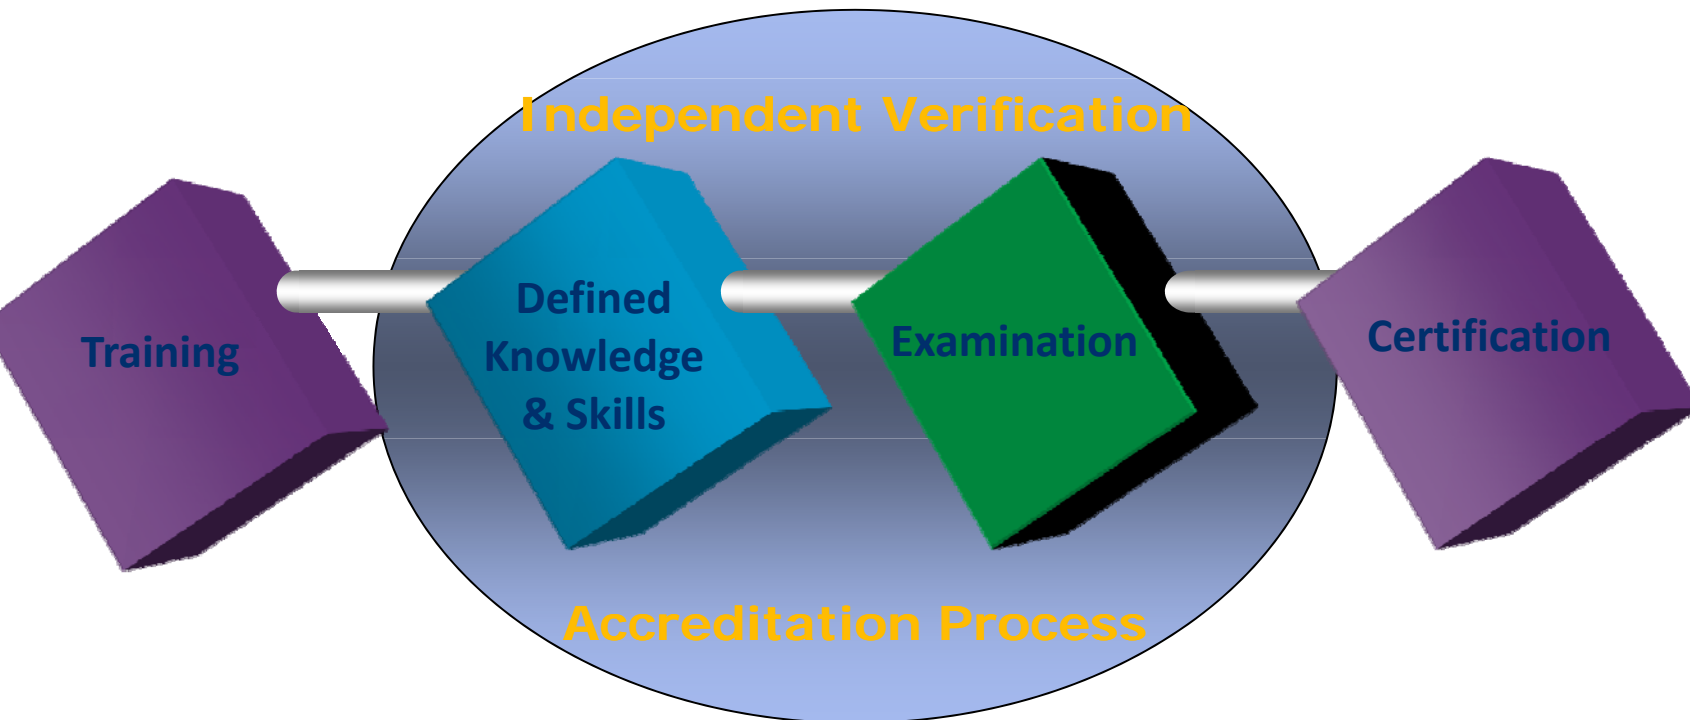 Independent Verification
Training
Defined
Knowledge
& Skills
Examination
Certification
Accreditation Process